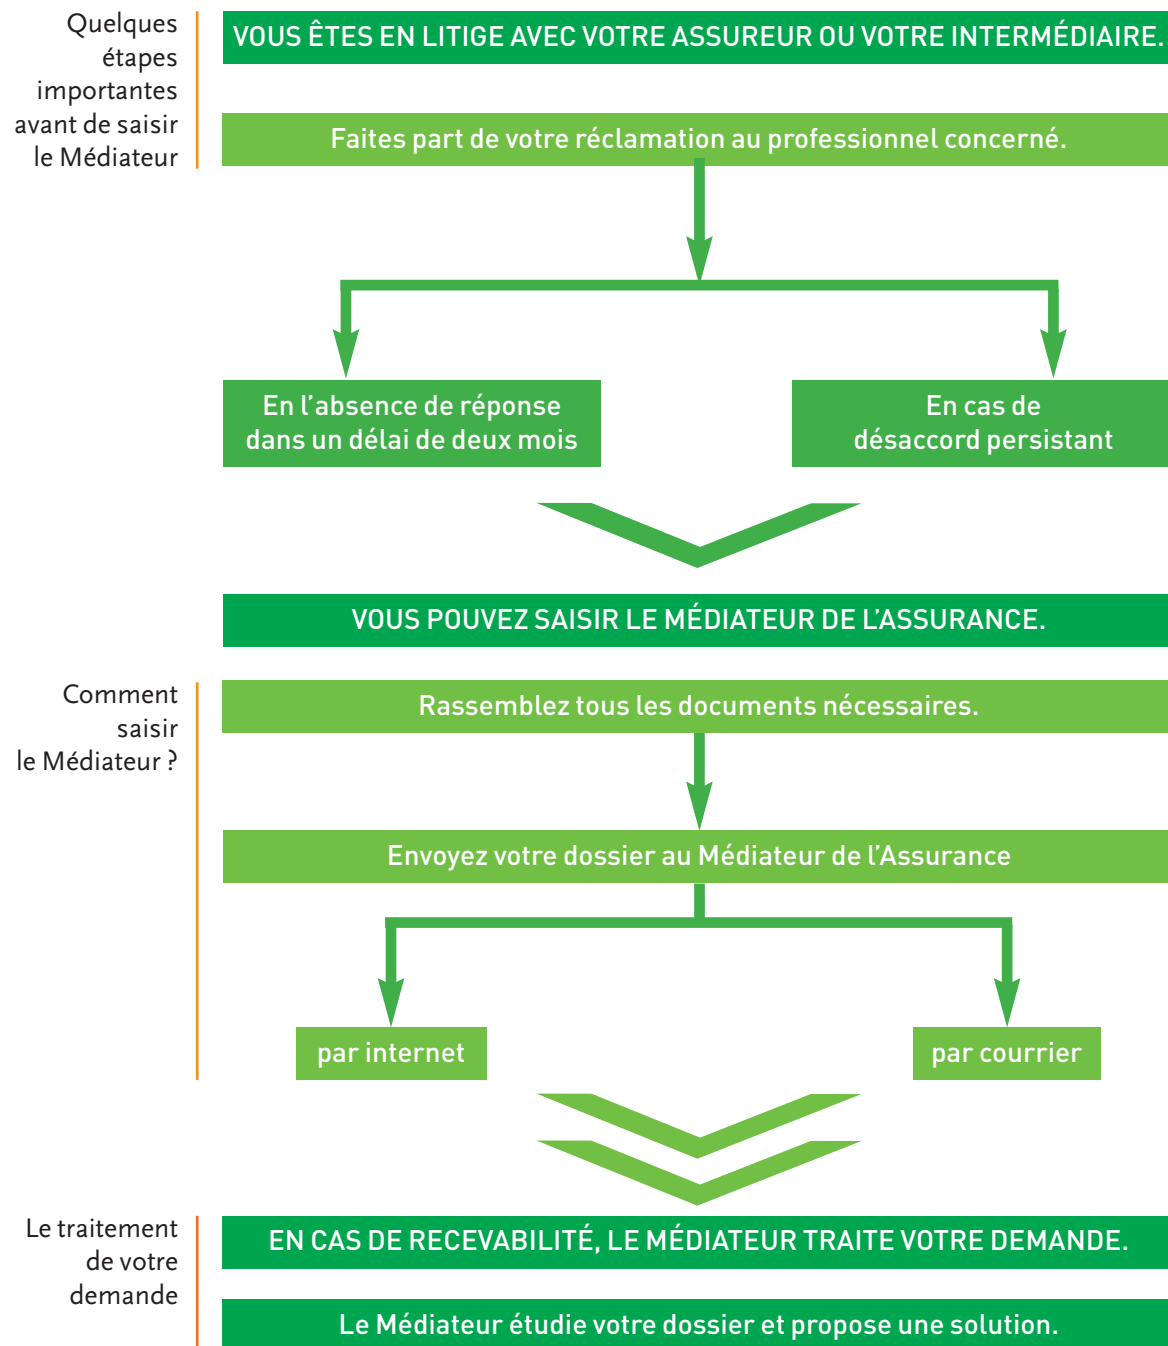 Quelques
étapes
importantes
avant de saisir
le Médiateur
VOUS ÊTES EN LITIGE AVEC VOTRE ASSUREUR OU VOTRE INTERMÉDIAIRE.
Faites part de votre réclamation au professionnel concerné.
En l’absence de réponse
dans un délai de deux mois
En cas de
désaccord persistant
VOUS POUVEZ SAISIR LE MÉDIATEUR DE L’ASSURANCE.
Comment
saisir
le Médiateur ?
Rassemblez tous les documents nécessaires.
Envoyez votre dossier au Médiateur de l’Assurance
par internet
par courrier
Le traitement
de votre
demande
EN CAS DE RECEVABILITÉ, LE MÉDIATEUR TRAITE VOTRE DEMANDE.
Le Médiateur étudie votre dossier et propose une solution.